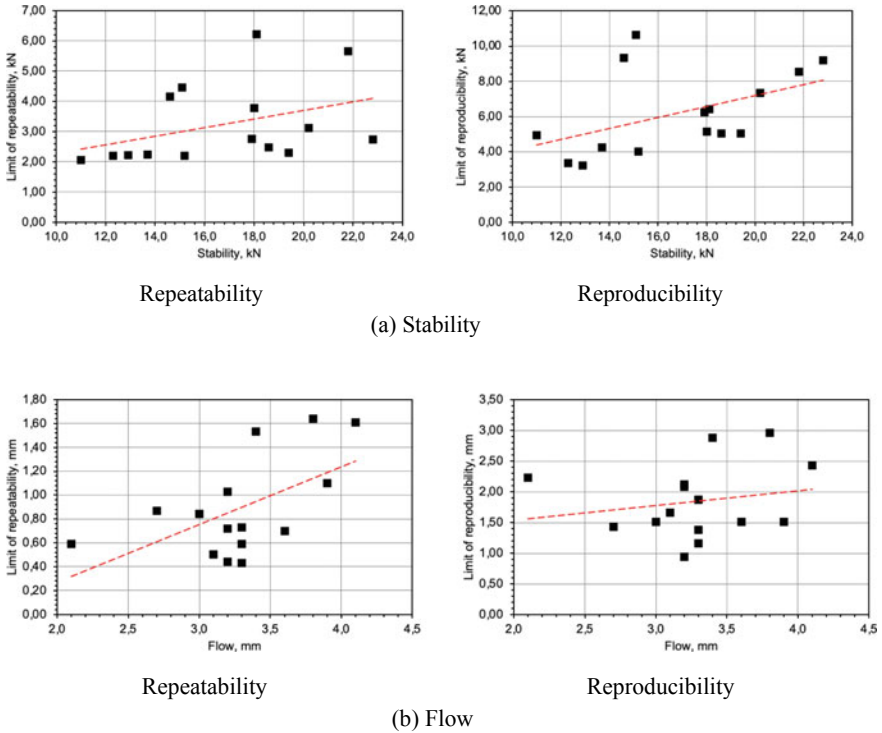 Limit of repeatability, kN
7,00
6,00
5,00
4,00
3,00
2,00
1,00
0,00
10,0 12,0 14,0 16,0 18,0 20,0 22,0 24,0
Stability, kN
Limit of reproducibility, kN
12,00
10,00
8,00
6,00
4,00
2,00
0,00
10,0 12,0 14,0 16,0 18,0 20,0 22,0 24,0
Stability, kN
Repeatability
Reproducibility
(a) Stability
Limit of repeatability, mm
1,80
1,60
1,40
1,20
1,00
0,80
0,60
0,40
0,20
0,00
2,0 2,5 3,0 3,5 4,0 4,5
Flow, mm
Limit of reproducibility, mm
3,50
3,00
2,50
2,00
1,50
1,00
0,50
0,00
2,0 2,5 3,0 3,5 4,0 4,5
Flow, mm
Repeatability
Reproducibility
(b) Flow